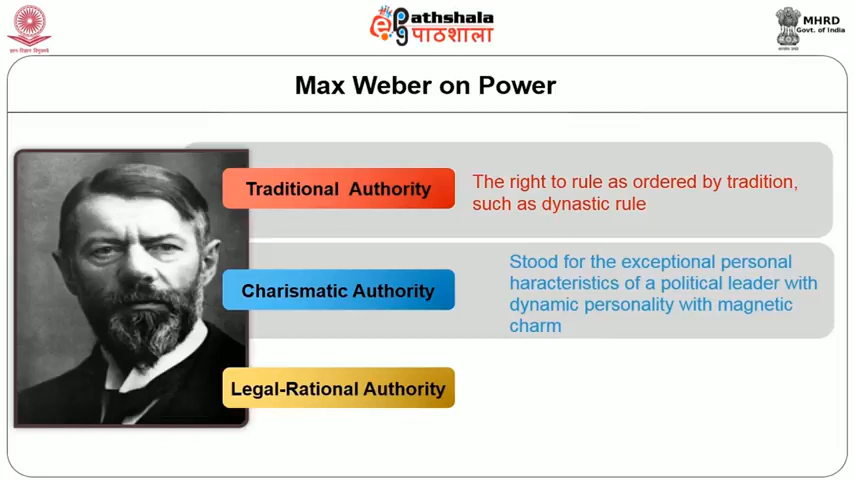 ePathshala
पाठशाला
MHRD
Govt. of India
Max Weber on Power
Traditional Authority
The right to rule as ordered by tradition,
such as dynastic rule
Charismatic Authority
Stood for the exceptional personal
haracteristics of a political leader with
dynamic personality with magnetic
charm
Legal-Rational Authority